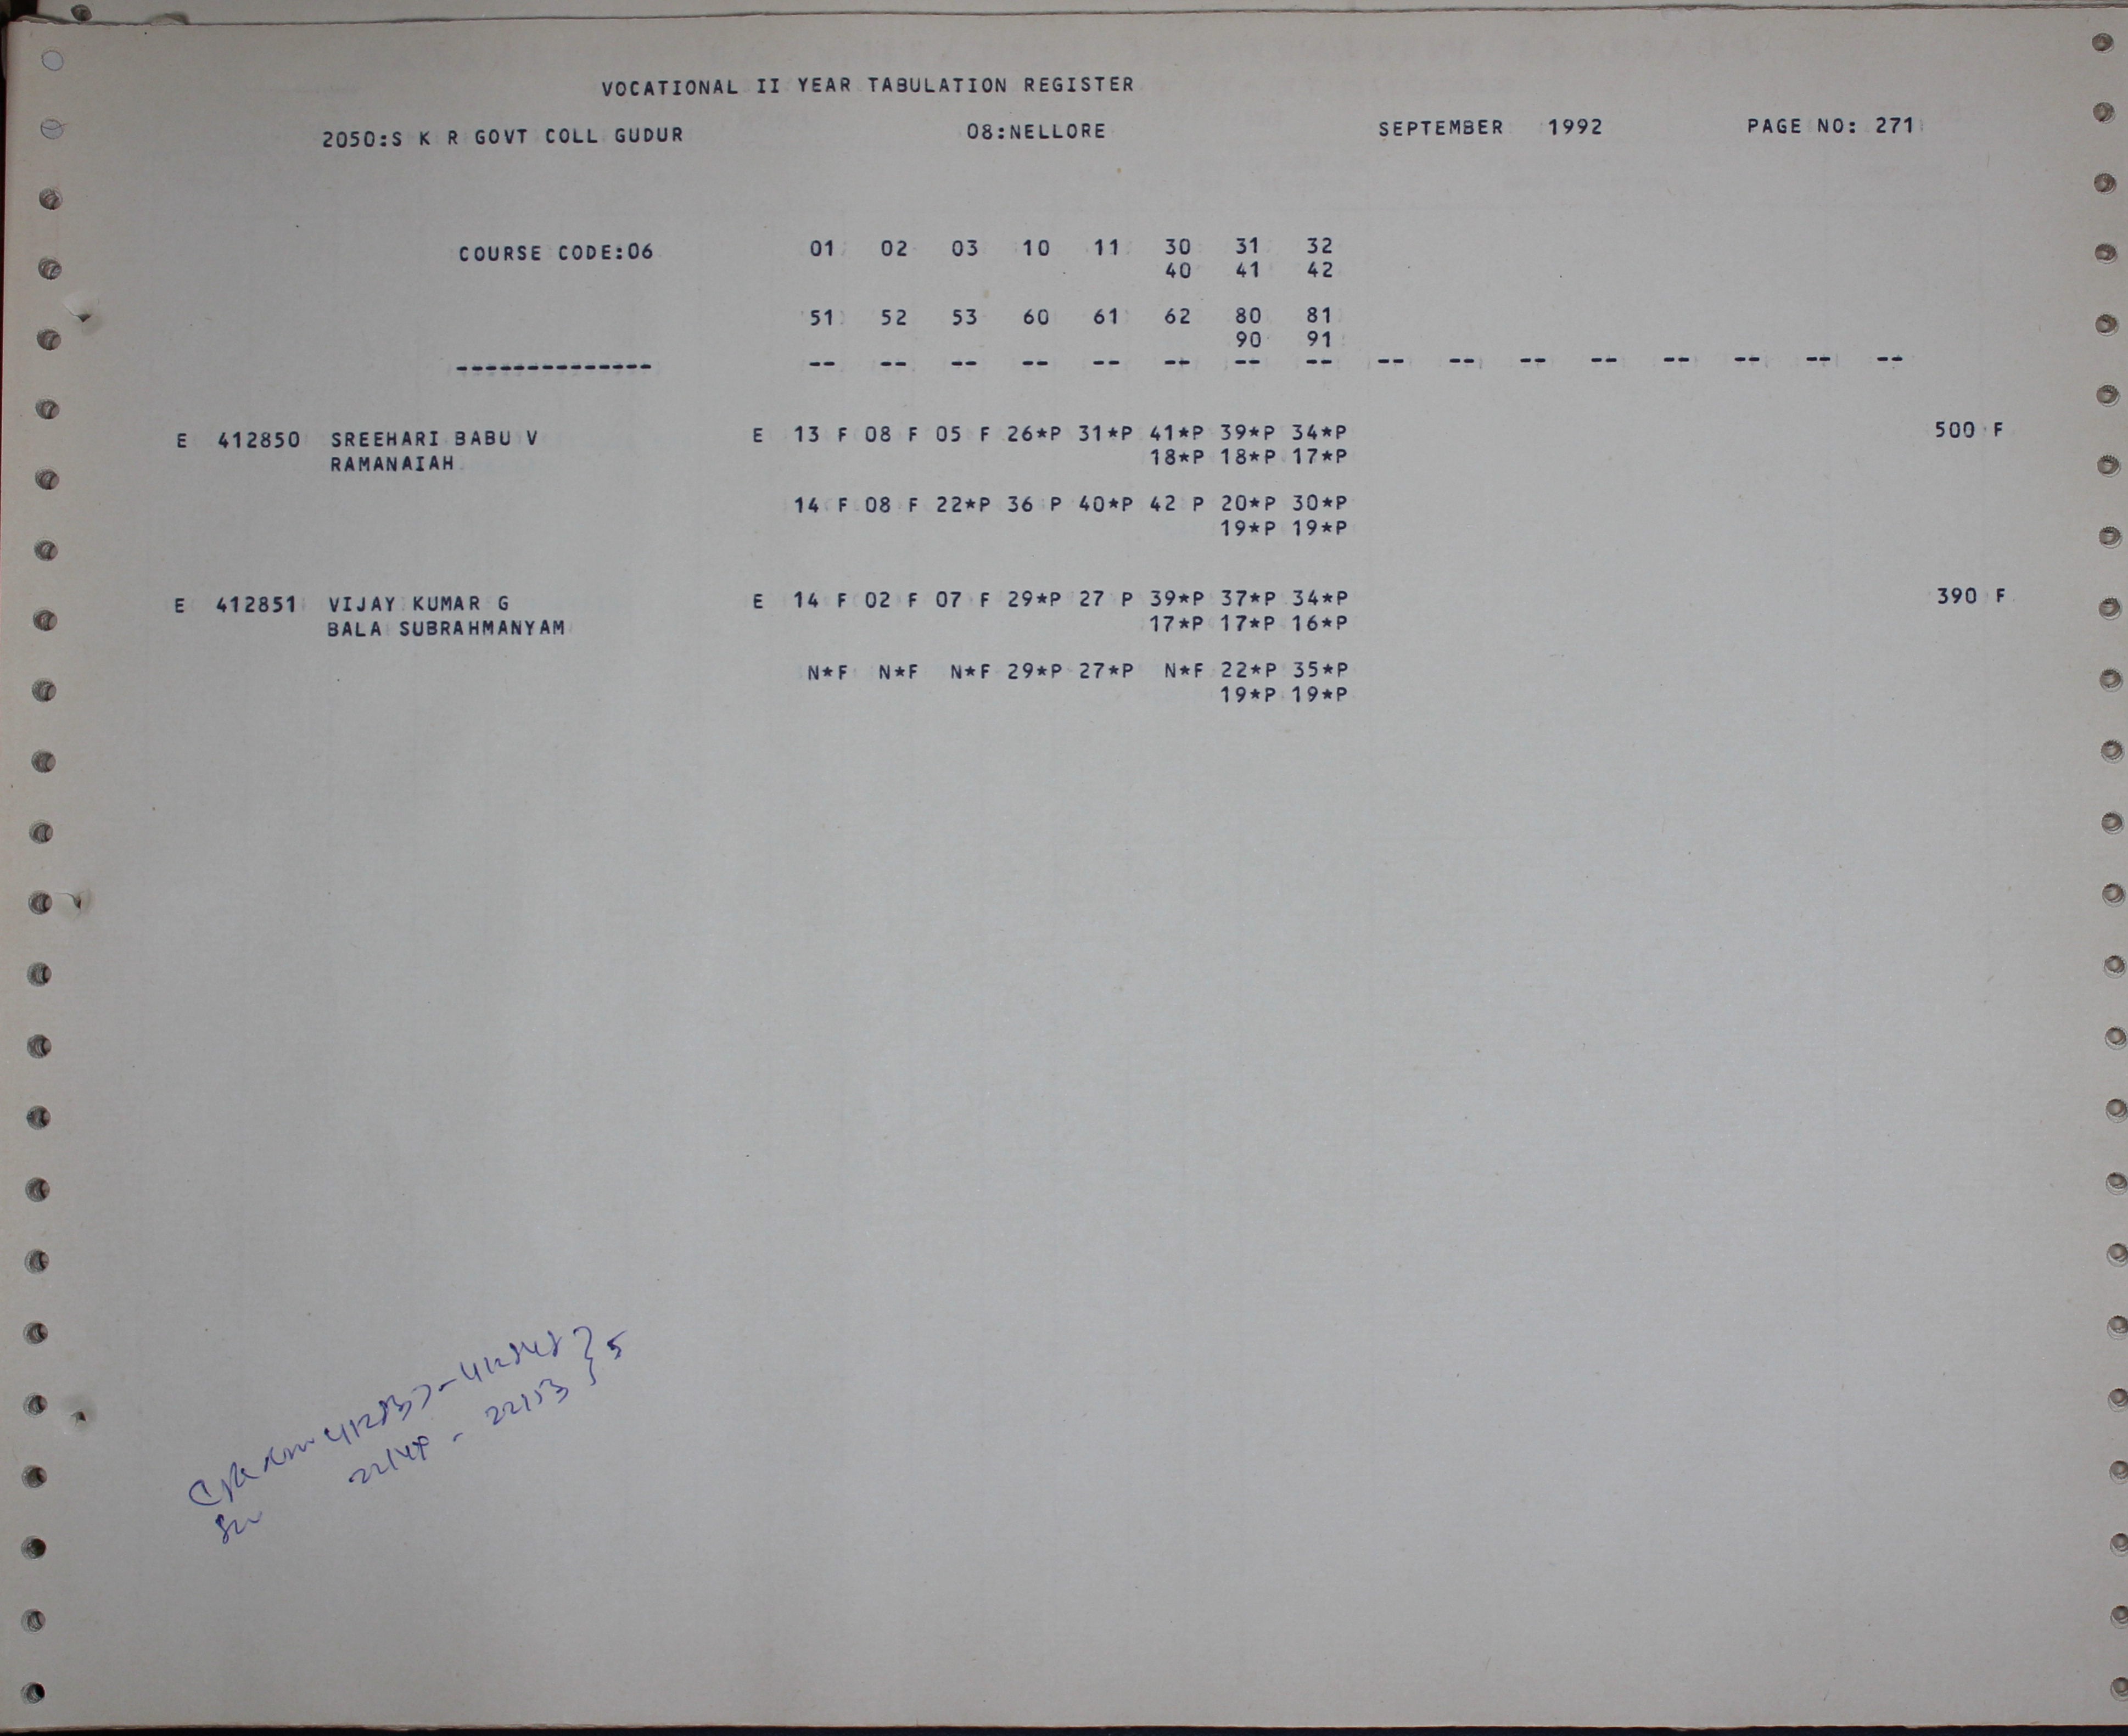 VOCATIONAL II YEAR TABULATION REGISTER
2050:S K R GOVT COLL GUDUR 08:NELLORE SEPTEMBER 1992 PAGE NO: 271
COURSE CODE:06 01 02 03 10 11 30 31 32
40 41 42
51 52 53 60 61 62 80 81
90 91
-------------- -- -- -- -- -- -- -- -- -- -- -- -- -- -- -- --
E 412850 SREEHARI BABU V E 13 F 08 F 05 F 26*P 31*P 41*P 39*P 34*P 500 F
RAMANAIAH 18*P 18*P 17*P
14 F 08 F 22*P 36 P 40*P 42 P 20*P 30*P
19*P 19*P
E 412851 VIJAY KUMAR G E 14 F 02 F 07 F 29*P 27 P 39*P 37*P 34*P 390 F
BALA SUBRAHMANYAM 17*P 17*P 16*P
N*F N*F N*F 29*P 27*P N*F 22*P 35*P
19*P 19*P
} 5
- 22153